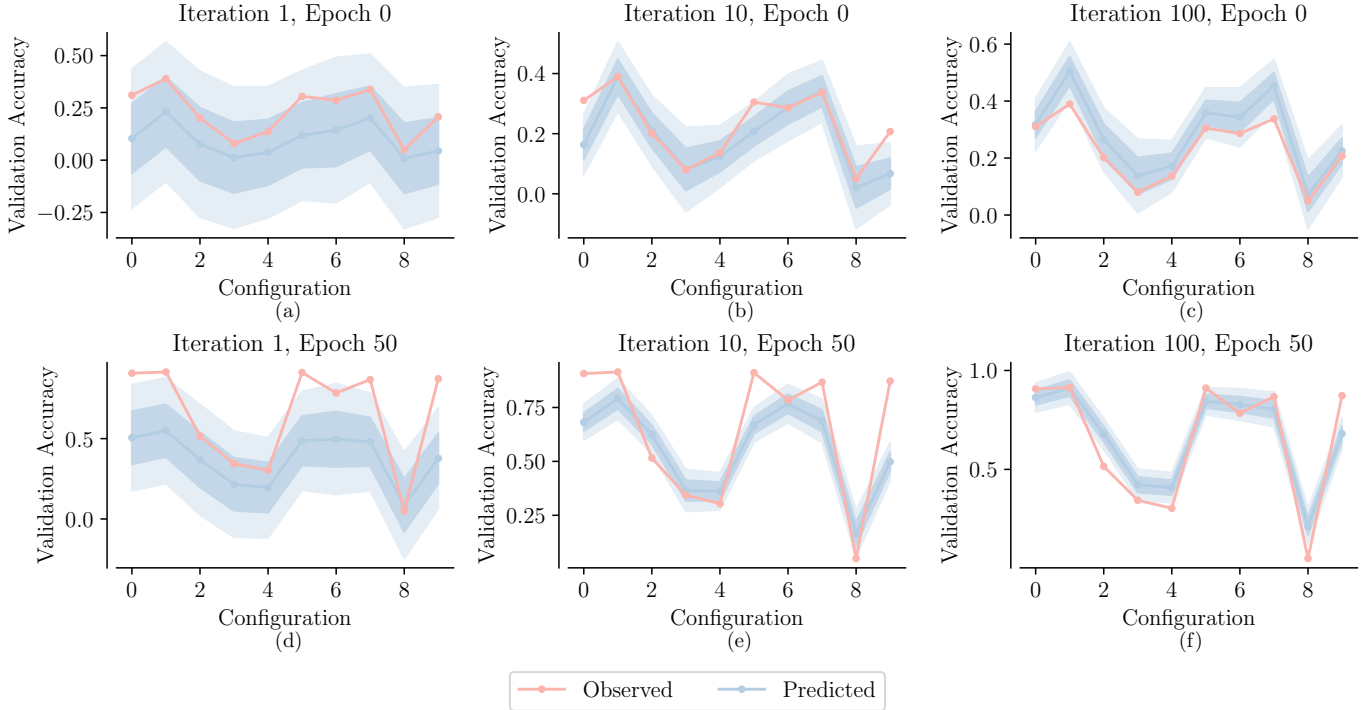 Iteration 1, Epoch 0
Iteration 10, Epoch 0
Iteration 100, Epoch 0
Validation Accuracy
0.50
0.25
0.00
−0.25
0 2 4 6 8
Configuration
(a)
Validation Accuracy
0.4
0.2
0.0
0 2 4 6 8
Configuration
(b)
Validation Accuracy
0.6
0.4
0.2
0.0
0 2 4 6 8
Configuration
(c)
Iteration 1, Epoch 50
Iteration 10, Epoch 50
Iteration 100, Epoch 50
Validation Accuracy
0.5
0.0
0 2 4 6 8
Configuration
(d)
Validation Accuracy
0.75
0.50
0.25
0 2 4 6 8
Configuration
(e)
Validation Accuracy
1.0
0.5
0 2 4 6 8
Configuration
(f)
Observed
Predicted